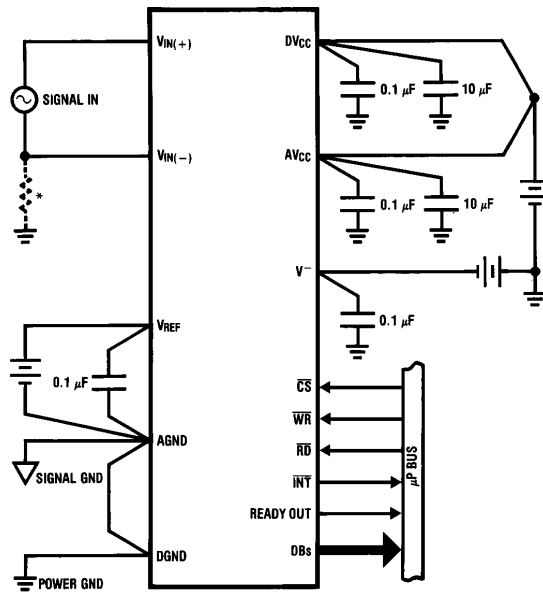 VIN(+)
DVCC
0.1 µF
10 µF
SIGNAL IN
VIN(−)
AVCC
*
0.1 µF
10 µF
V−
0.1 µF
VREF
0.1 µF
CS
WR
AGND
RD
µP BUS
SIGNAL GND
INT
READY OUT
DGND
DBs
POWER GND